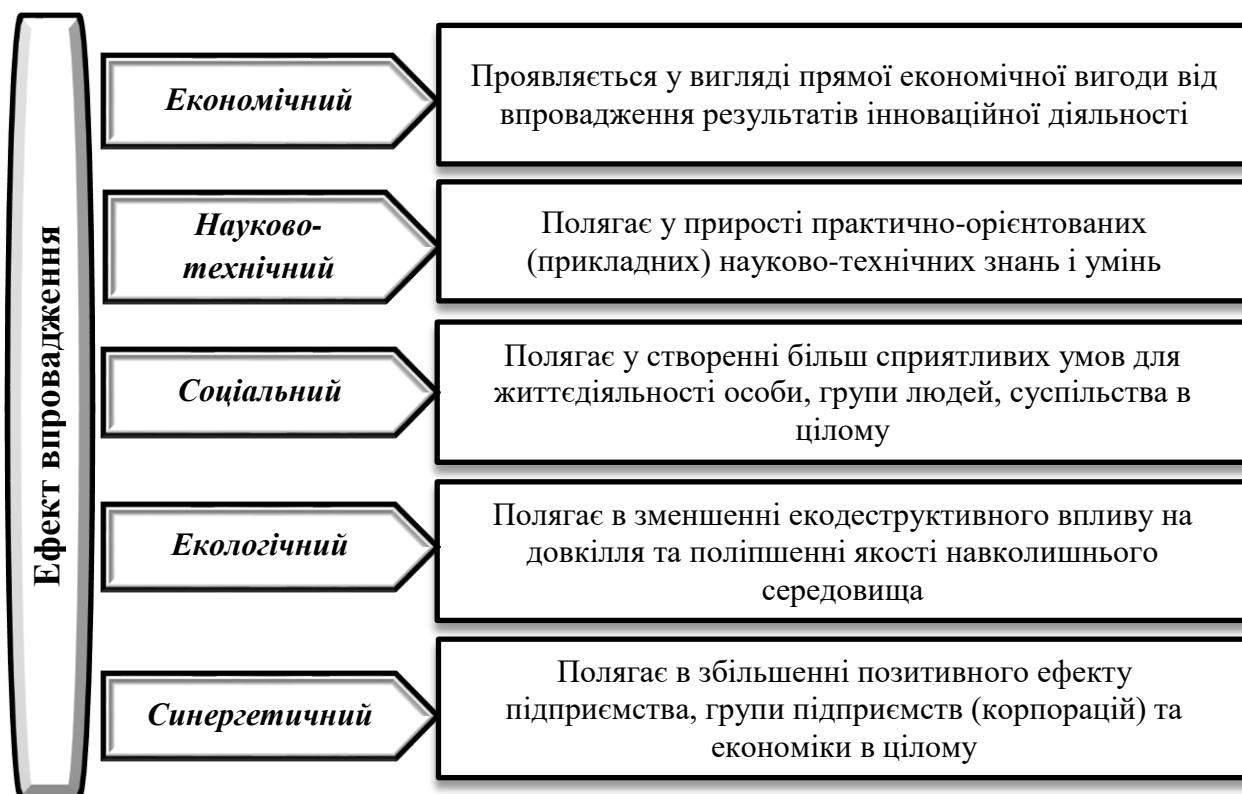 Ефект впровадження
Економічний
Проявляється у вигляді прямої економічної вигоди від
впровадження результатів інноваційної діяльності
Науково-
технічний
Полягає у прирості практично-орієнтованих
(прикладних) науково-технічних знань і умінь
Соціальний
Полягає у створенні більш сприятливих умов для
життєдіяльності особи, групи людей, суспільства в
цілому
Екологічний
Полягає в зменшенні екодеструктивного впливу на
довкілля та поліпшенні якості навколишнього
середовища
Синергетичний
Полягає в збільшенні позитивного ефекту
підприємства, групи підприємств (корпорацій) та
економіки в цілому